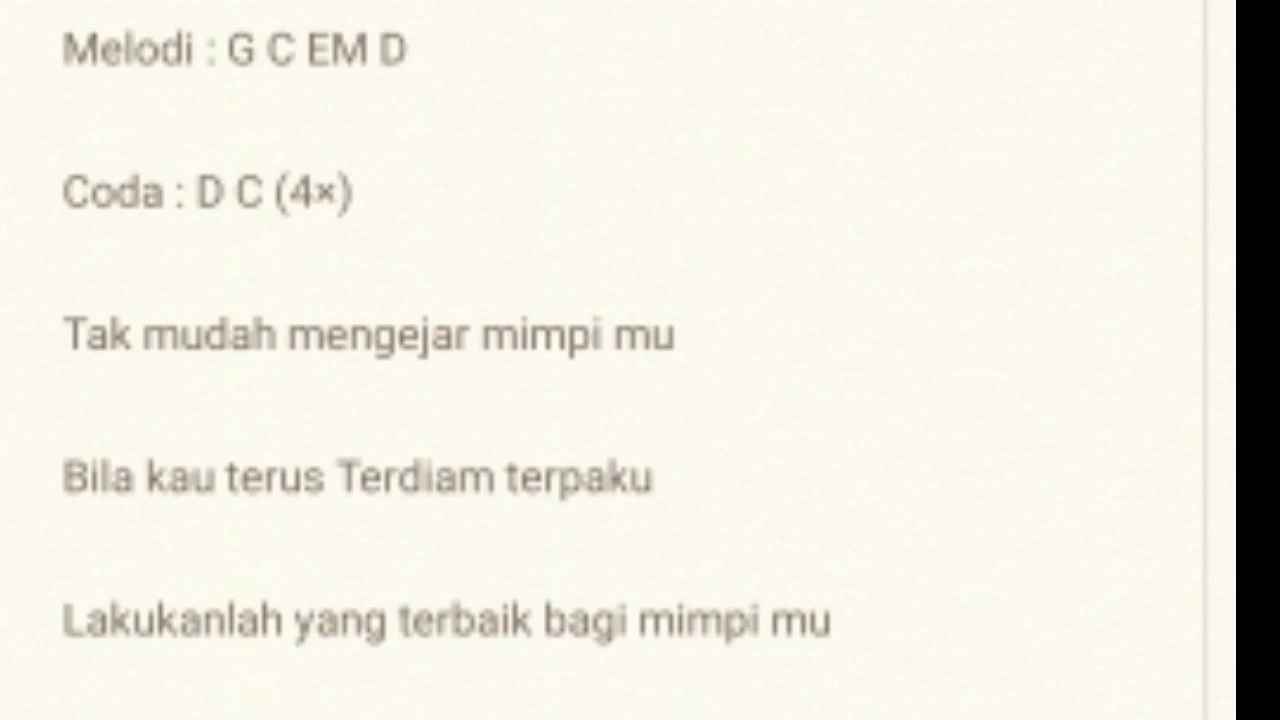 Melodi : G C EM D
Coda : D C (4×)
Tak mudah mengejar mimpi mu
Bila kau terus Terdiam terpaku
Lakukanlah yang terbaik bagi mimpi mu